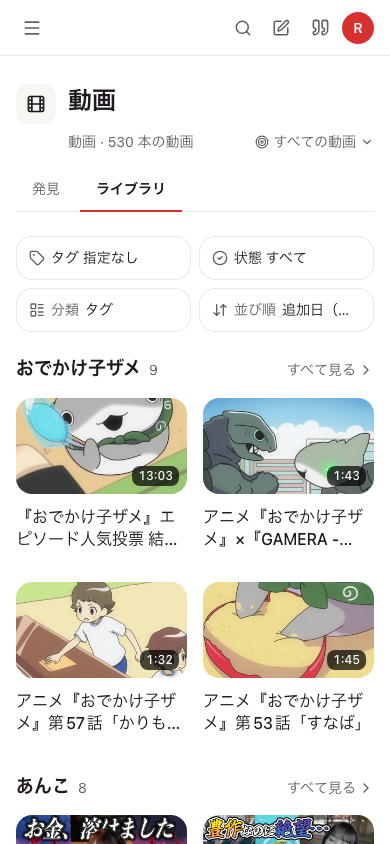 R
動画
動画 · 530 本の動画
すべての動画
発見
ライブラリ
タグ 指定なし
状態 すべて
分類 タグ
並び順 追加日（...
おでかけ子ザメ 9
すべて見る
13:03
1:43
『おでかけ子ザメ』エ
ピソード人気投票 結...
アニメ『おでかけ子ザ
メ』×『GAMERA -...
1:32
1:45
アニメ『おでかけ子ザ
メ』第57話「かりも...
アニメ『おでかけ子ザ
メ』第53話「すなば」
あんこ 8
すべて見る
お金、溶けました
豊作なのに絶望…